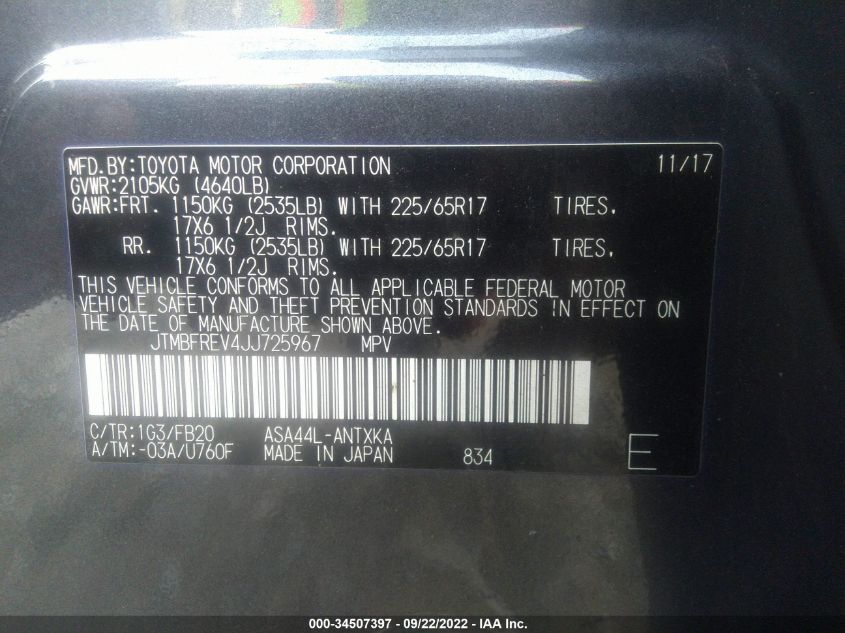 MFD.BY:TOYOTA MOTOR CORPORATION 11/17
GVWR:2105KG (4640LB)
GAWR:FRT. 1150KG (2535LB) WITH 225/65R17 TIRES,
17X6 1/2J RIMS.
RR. 1150KG (2535LB) WITH 225/65R17 TIRES,
17X6 1/2J RIMS.
THIS VEHICLE CONFORMS TO ALL APPLICABLE FEDERAL MOTOR
VEHICLE SAFETY AND THEFT PREVENTION STANDARDS IN EFFECT ON
THE DATE OF MANUFACTURE SHOWN ABOVE.
JTMBFREV4JJ725967 MPV
C/TR:1G3/FB20 ASA44L-ANTXKA
A/TM:-03A/U760F MADE IN JAPAN 834 E
000-34507397 - 09/22/2022 - IAA Inc.